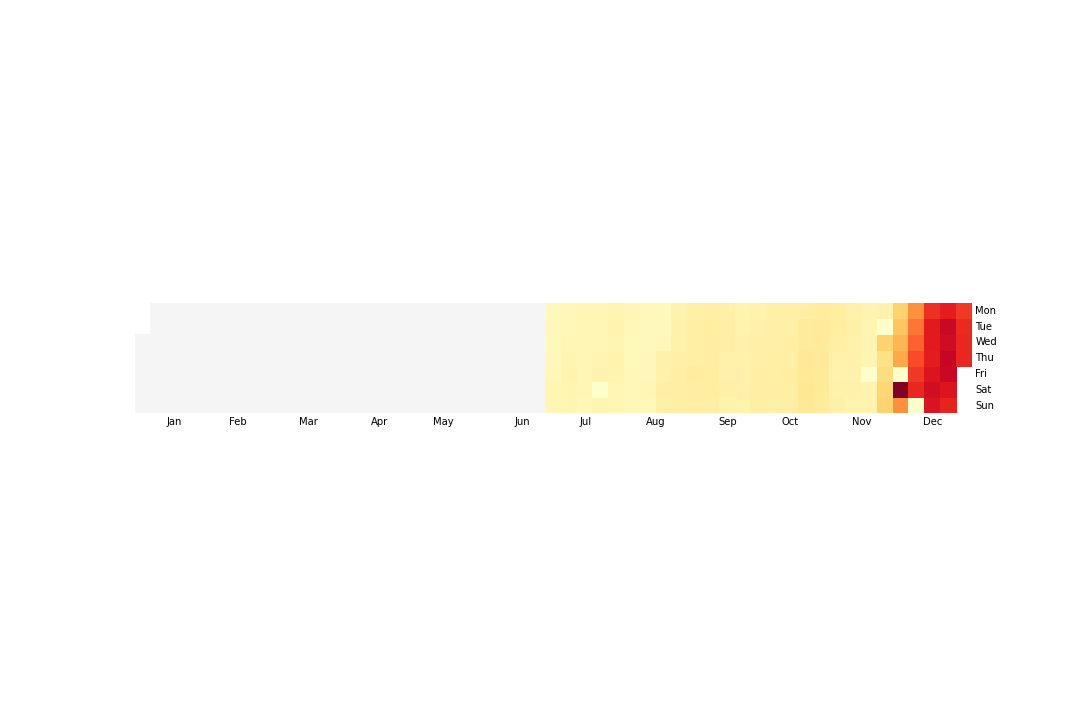 Mon
Tue
Wed
Thu
Fri
Sat
Sun
Jan Feb Mar Apr May Jun Jul Aug Sep Oct Nov Dec